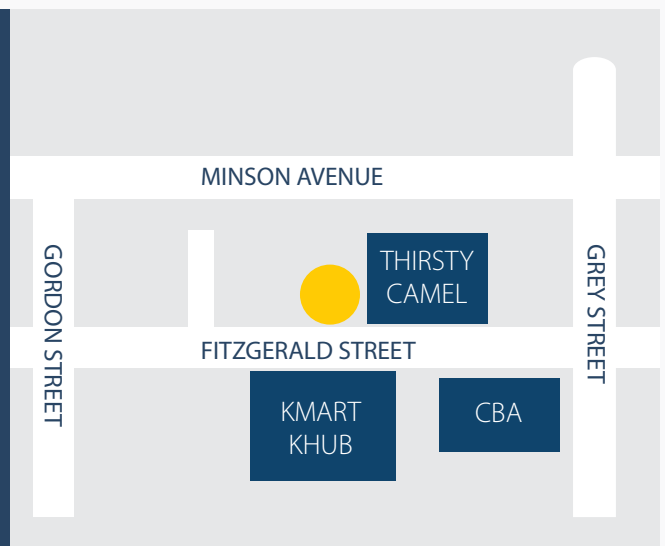 MINSON AVENUE
GORDON STREET
THIRSTY
CAMEL
GREY STREET
FITZGERALD STREET
KMART
KHUB
CBA